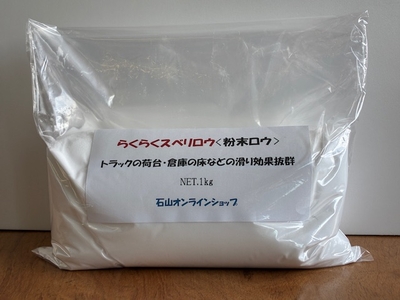 らくらくスベリロウ<粉末ロウ>
トラックの荷台・倉庫の床などの滑り効果抜群
NET.1kg
石山オンラインショップ